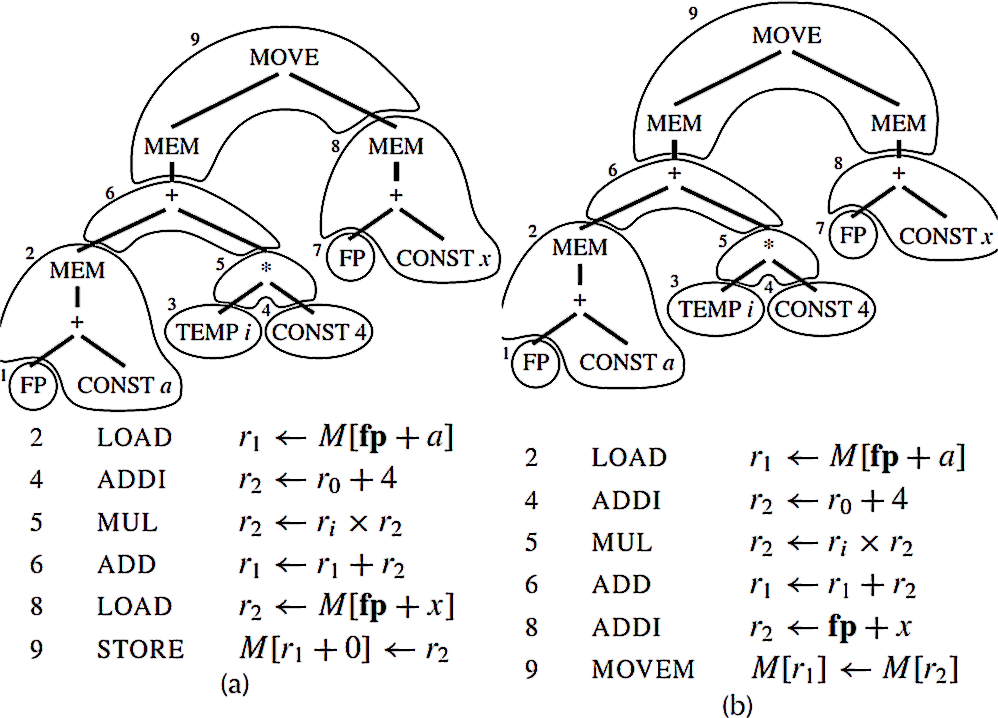 9
MOVE
MEM
8
MEM
6
+
+
2
MEM
5
*
7
FP
CONST x
+
3
TEMP i
4
CONST 4
1
FP
CONST a
2 LOAD r₁ ← M[fp + a]
4 ADDI r₂ ← r₀ + 4
5 MUL r₂ ← rᵢ × r₂
6 ADD r₁ ← r₁ + r₂
8 LOAD r₂ ← M[fp + x]
9 STORE M[r₁ + 0] ← r₂
(a)
9
MOVE
MEM
MEM
6
+
8
+
2
MEM
5
*
7
FP
CONST x
+
3
TEMP i
4
CONST 4
1
FP
CONST a
2 LOAD r₁ ← M[fp + a]
4 ADDI r₂ ← r₀ + 4
5 MUL r₂ ← rᵢ × r₂
6 ADD r₁ ← r₁ + r₂
8 ADDI r₂ ← fp + x
9 MOVEM M[r₁] ← M[r₂]
(b)